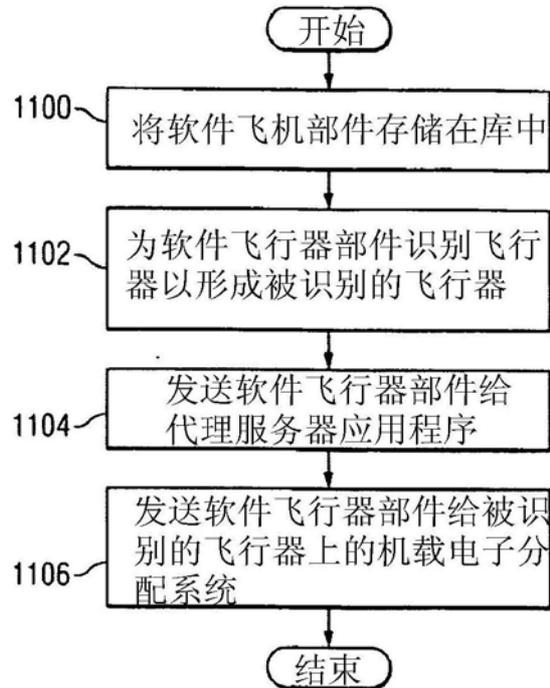 开始
1100
将软件飞机部件存储在库中
1102
为软件飞行器部件识别飞行
器以形成被识别的飞行器
发送软件飞行器部件给
1104
代理服务器应用程序
发送软件飞行器部件给被识
别的飞行器上的机载电子分
1106
配系统
结束